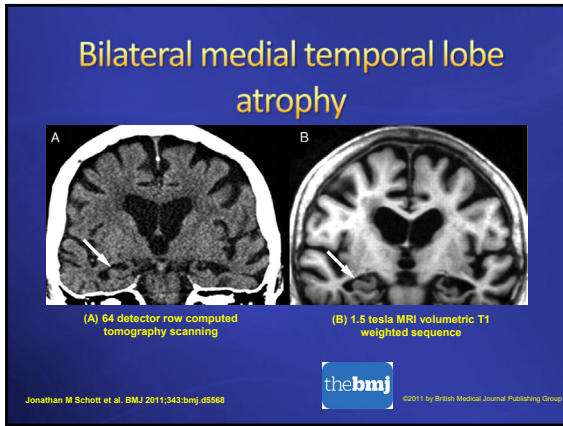 Bilateral medial temporal lobe
atrophy
A
B
(A) 64 detector row computed
tomography scanning
(B) 1.5 tesla MRI volumetric T1
weighted sequence
thebmj
Jonathan M Schott et al. BMJ 2011;343:bmj.d5568
©2011 by British Medical Journal Publishing Group